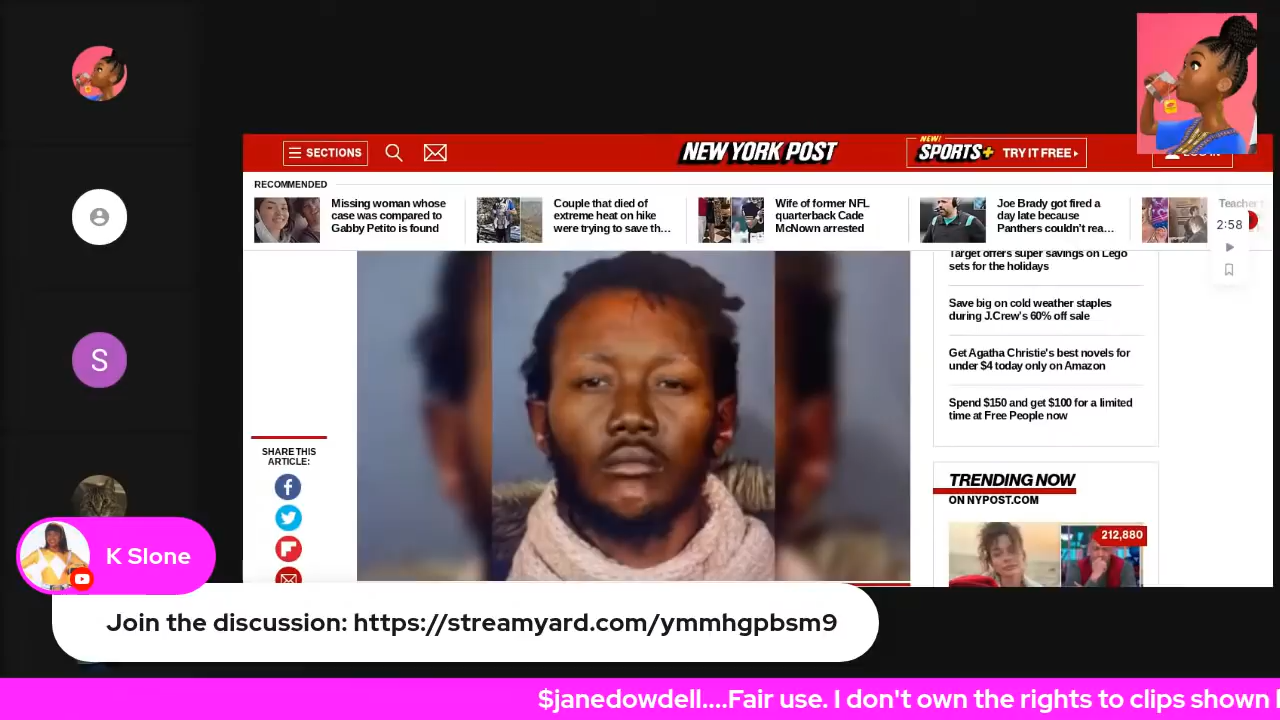 SECTIONS
NEW YORK POST
NEW!
SPORTS+ TRY IT FREE
RECOMMENDED
Missing woman whose
case was compared to
Gabby Petito is found
Couple that died of
extreme heat on hike
were trying to save th...
Wife of former NFL
quarterback Cade
McNown arrested
Joe Brady got fired a
day late because
Panthers couldn't rea...
Teacher
2:58
Target offers super savings on Lego
sets for the holidays
Save big on cold weather staples
during J.Crew's 60% off sale
Get Agatha Christie's best novels for
under $4 today only on Amazon
Spend $150 and get $100 for a limited
time at Free People now
SHARE THIS
ARTICLE:
TRENDING NOW
ON NYPOST.COM
212,880
S
K Slone
Join the discussion: https://streamyard.com/ymmhgpbsm9
$janedowdell....Fair use. I don't own the rights to clips shown